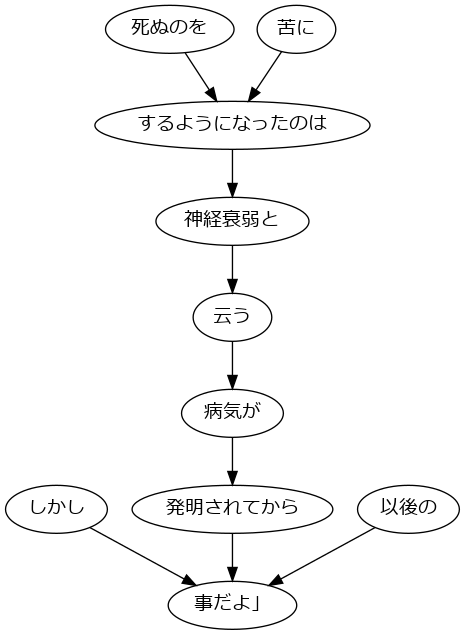 死ぬのを 苦に
するようになったのは
神経衰弱と
云う
病気が
しかし 発明されてから 以後の
事だよ」